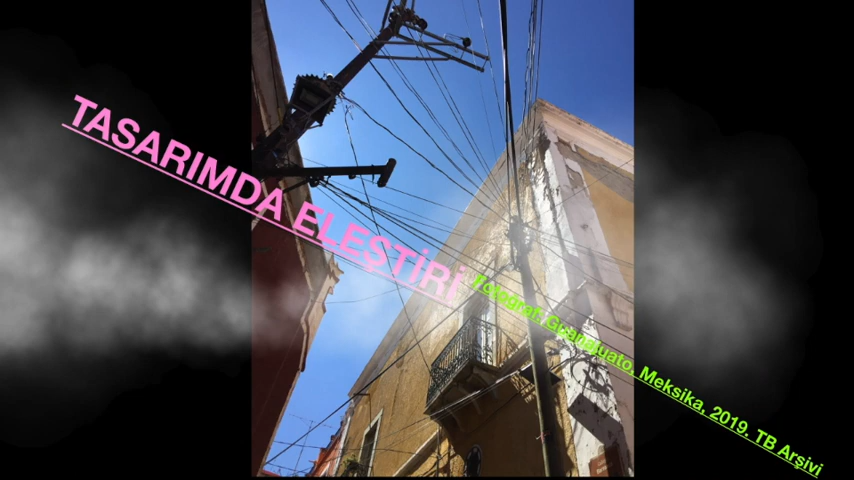 TASARIMDA ELEŞTİRİ
Fotoğraf, Guanajuato, Meksika, 2019. TB Arşivi